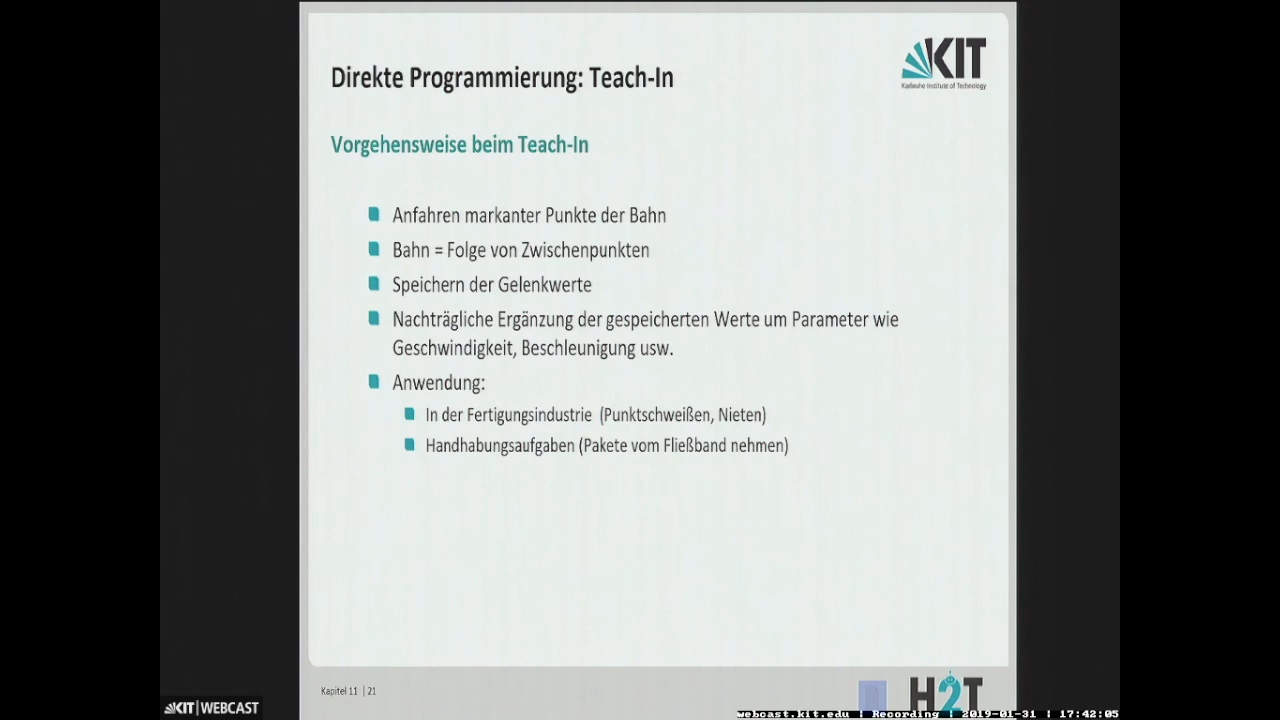 KIT
Karlsruhe Institute of Technology
Direkte Programmierung: Teach-In
Vorgehensweise beim Teach-In
Anfahren markanter Punkte der Bahn
Bahn = Folge von Zwischenpunkten
Speichern der Gelenkwerte
Nachträgliche Ergänzung der gespeicherten Werte um Parameter wie
Geschwindigkeit, Beschleunigung usw.
Anwendung:
In der Fertigungsindustrie (Punktschweißen, Nieten)
Handhabungsaufgaben (Pakete vom Fließband nehmen)
Kapitel 11 | 21
H2T
KIT | WEBCAST
webcast.kit.edu | Recording | 2019-01-31 | 17:42:05